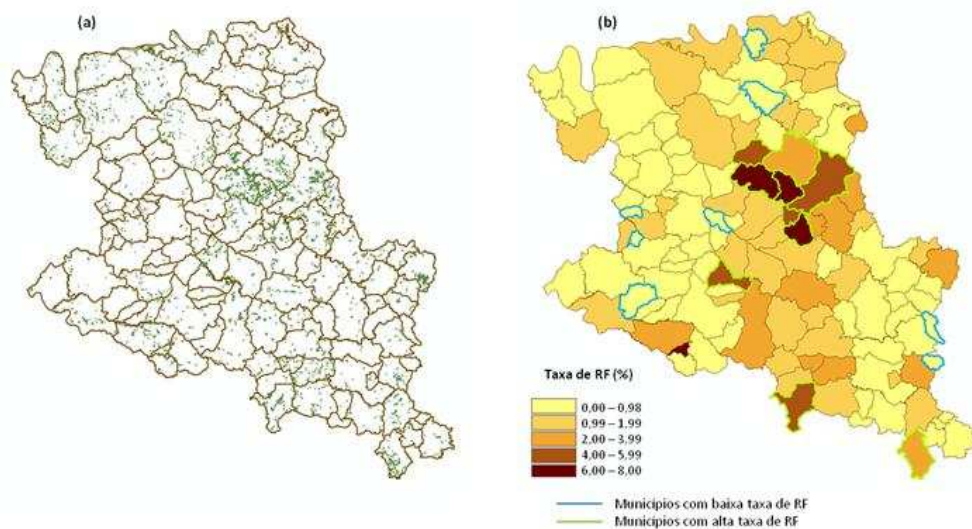 (a)
(b)
Taxa de RF (%)
0,00 – 0,98
0,99 – 1,99
2,00 – 3,99
4,00 – 5,99
6,00 – 8,00
Municípios com baixa taxa de RF
Municípios com alta taxa de RF